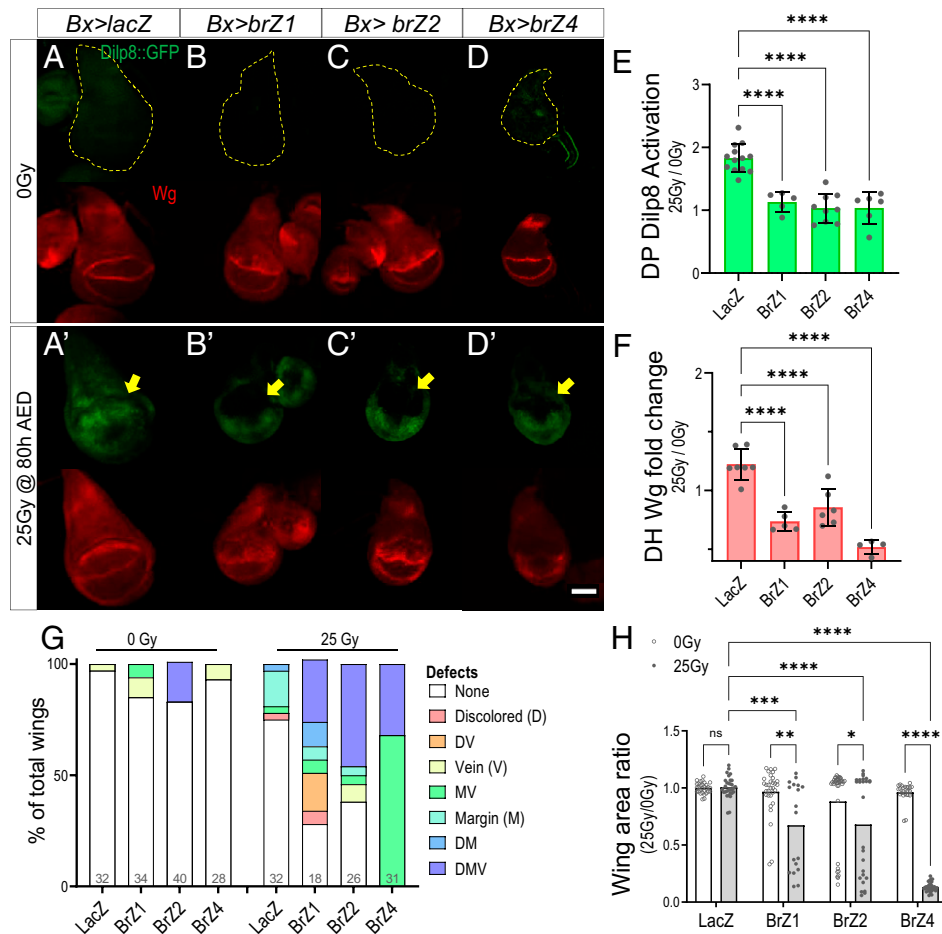 Bx>lacZ Bx>brZ1 Bx> brZ2 Bx>brZ4
A B C D
Dilp8::GFP
0Gy
Wg
A’ B’ C’ D’
25Gy @ 80h AED
E
DP Dilp8 Activation
25Gy / 0Gy
****
****
****
3
2
1
0
LacZ BrZ1 BrZ2 BrZ4
F
DH Wg fold change
25Gy / 0Gy
****
****
****
2
1
LacZ BrZ1 BrZ2 BrZ4
G
0 Gy 25 Gy
% of total wings
100
50
0
32 34 40 28 32 18 26 31
LacZ BrZ1 BrZ2 BrZ4 LacZ BrZ1 BrZ2 BrZ4
Defects
None
Discolored (D)
DV
Vein (V)
MV
Margin (M)
DM
DMV
H
0Gy
25Gy
Wing area ratio
(25Gy/0Gy)
****
****
***
ns ** * ****
1.5
1.0
0.5
0.0
LacZ BrZ1 BrZ2 BrZ4